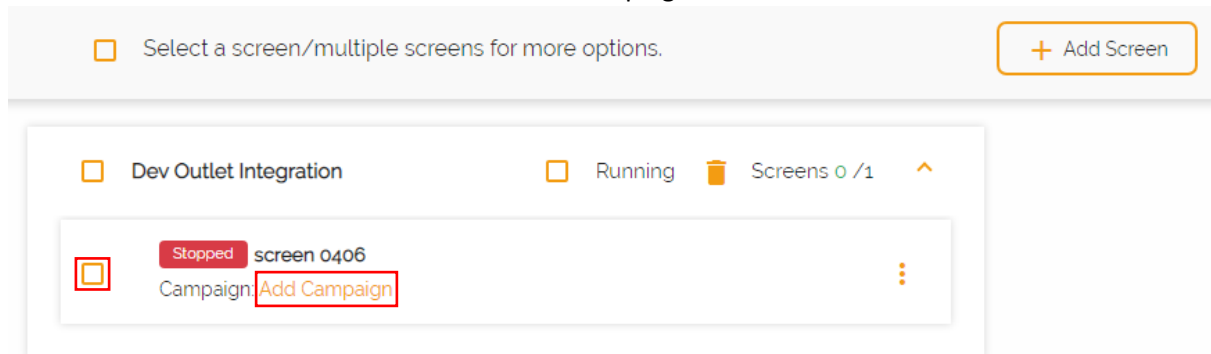 Select a screen/multiple screens for more options.
+ Add Screen
Dev Outlet Integration
Running
Screens 0 /1
Stopped screen 0406
Campaign: Add Campaign